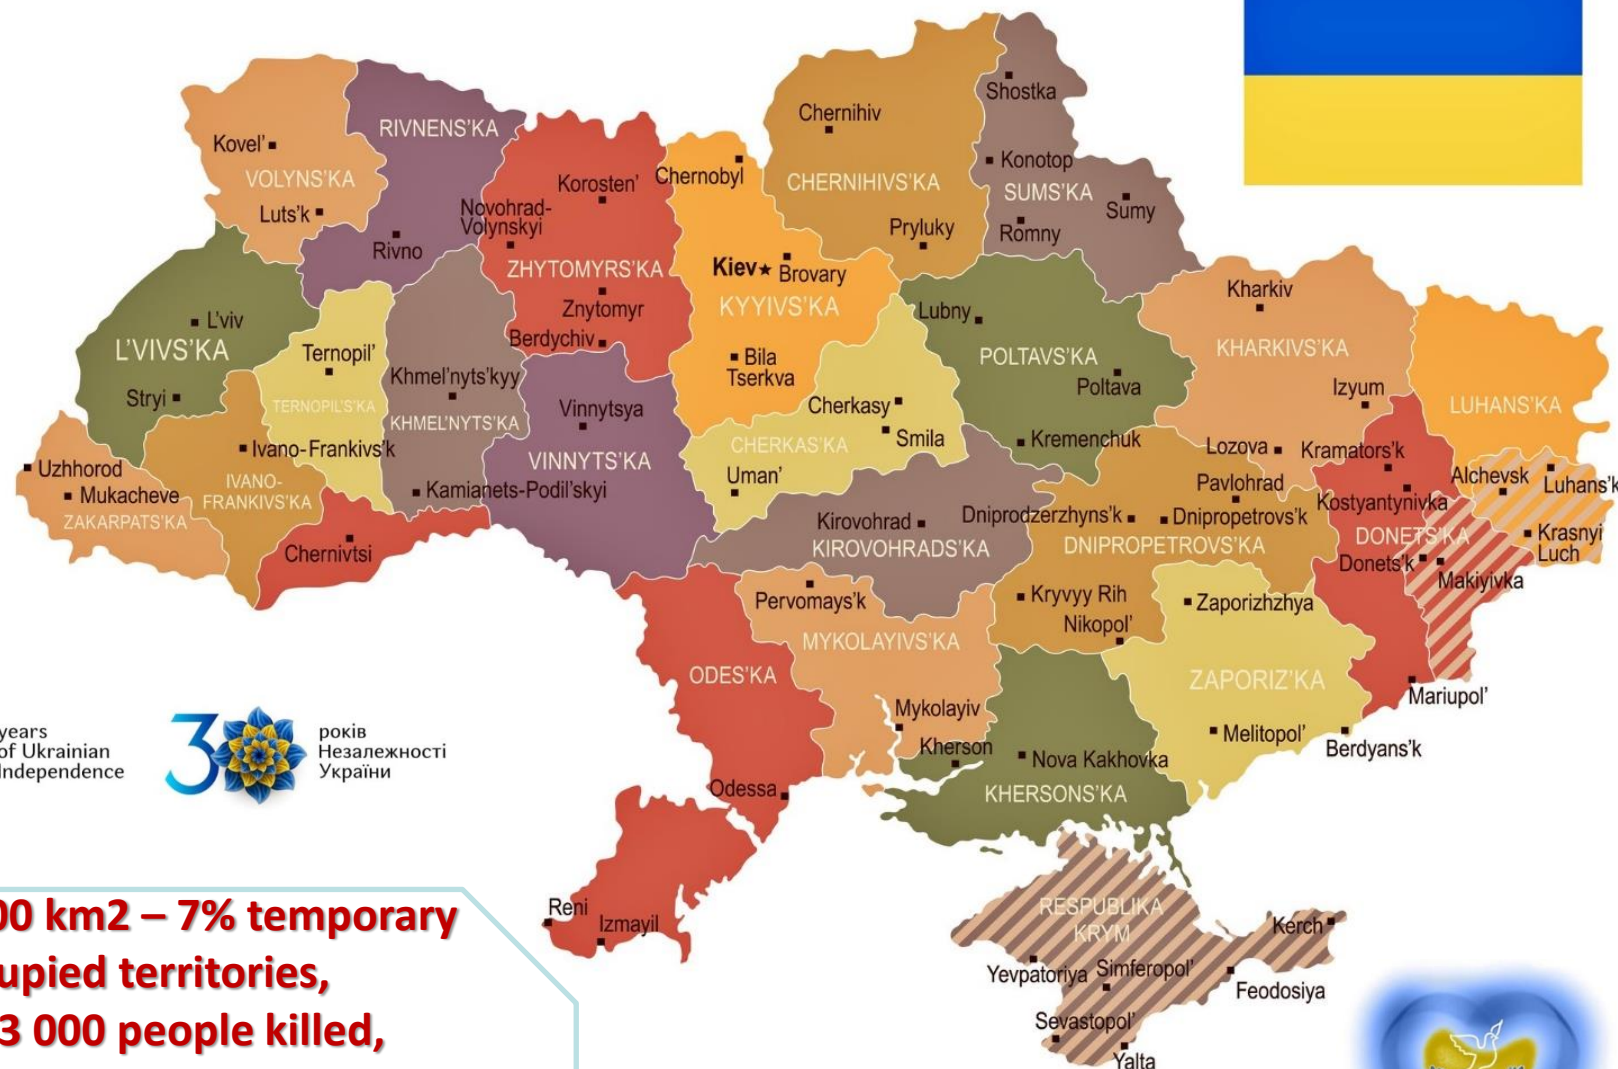 Shostka
Chernihiv
RIVNENS'KA
Kovel'
Konotop
VOLYNS'KA
Korosten'
Chernobyl
CHERNIHIVS'KA
SUMS'KA
Sumy
Luts'k
Novohrad-
Volynskyi
Pryluky
Romny
Rivno
ZHYTOMYRS'KA
Kiev
Brovary
Kharkiv
Znytomyr
KYYIVS'KA
Lubny
L'viv
Berdychiv
L'VIVS'KA
Ternopil'
Bila
Tserkva
POLTAVS'KA
KHARKIVS'KA
Khmel'nyts'kyy
Poltava
Izyum
Stryi
TERNOPIL'S'KA
Vinnytsya
Cherkasy
LUHANS'KA
KHMEL'NYTS'KA
Smila
Kremenchuk
Ivano-Frankivs'k
CHERKAS'KA
Lozova
Kramators'k
VINNYTS'KA
Uzhhorod
Uman'
Pavlohrad
Alchevsk
Luhans'k
Mukacheve
IVANO-
FRANKIVS'KA
Kamianets-Podil'skyi
Kostyantynivka
ZAKARPATS'KA
Kirovohrad
Dniprodzerzhyns'k
Dnipropetrovs'k
Krasnyi
Luch
KIROVOHRADS'KA
DNIPROPETROVS'KA
DONETS'KA
Chernivtsi
Donets'k
Makiyivka
Pervomays'k
Kryvyy Rih
Zaporizhzhya
Nikopol'
MYKOLAYIVS'KA
ODES'KA
ZAPORIZ'KA
Mariupol'
Mykolayiv
Kherson
Nova Kakhovka
Melitopol'
Berdyans'k
KHERSONS'KA
Odessa
years
of Ukrainian
Independence
30
років
Незалежності
України
Reni
Izmayil
RESPUBLIKA
KRYM
Kerch
Yevpatoriya
Simferopol'
Feodosiya
Sevastopol'
Yalta
00 km2 – 7% temporary
upied territories,
3 000 people killed,